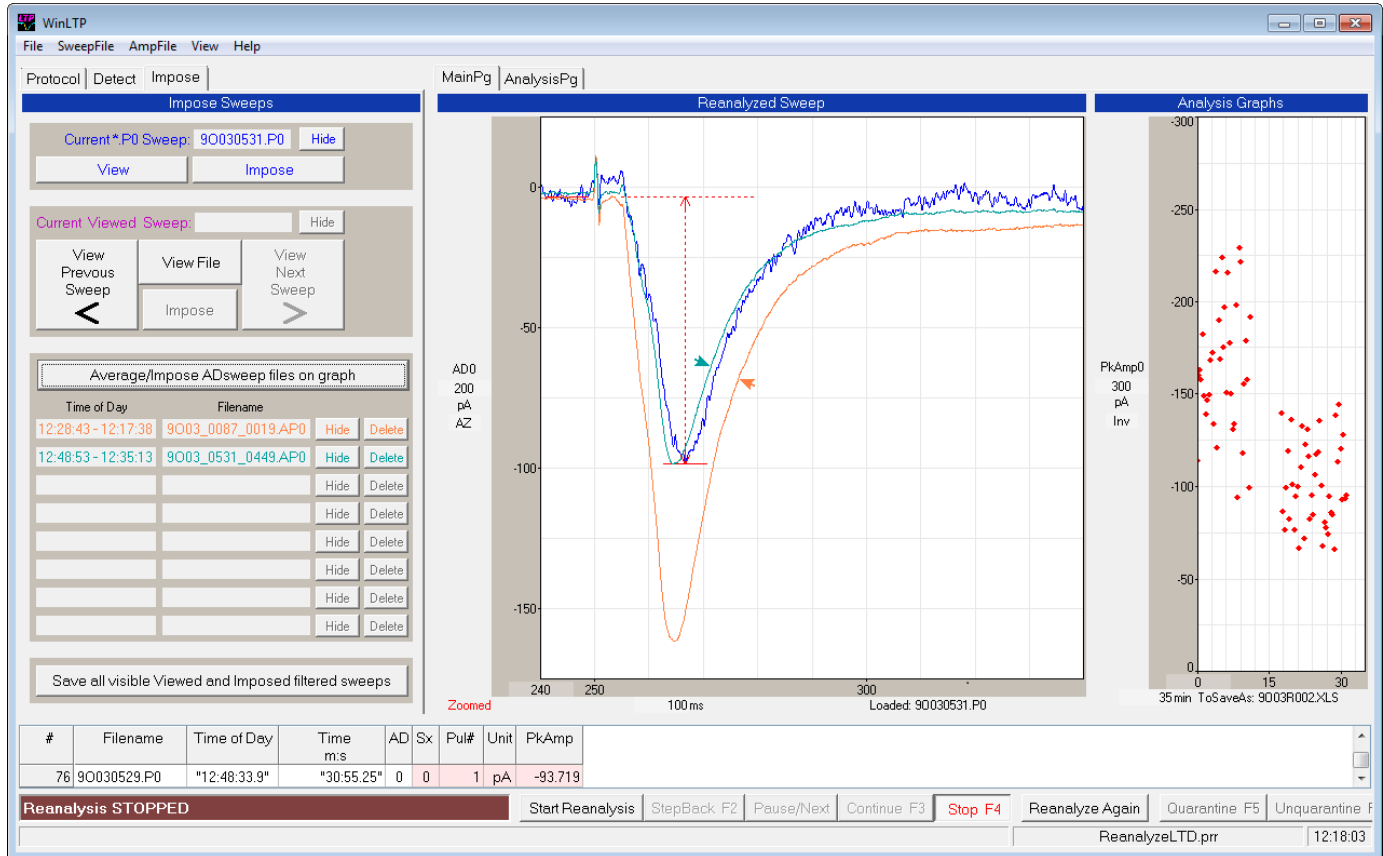 WinLTP
File SweepFile AmpFile View Help
Protocol Detect Impose
MainPg AnalysisPg
Impose Sweeps
Current *.P0 Sweep: 9O030531.P0 Hide
View Impose
Current Viewed Sweep: Hide
View Prevous Sweep <
View File
Impose
View Next Sweep >
Average/Impose ADsweep files on graph
Time of Day Filename
12:28:43 - 12:17:38 9O03_0087_0019.AP0 Hide Delete
12:48:53 - 12:35:13 9O03_0531_0449.AP0 Hide Delete
Hide Delete
Hide Delete
Hide Delete
Hide Delete
Hide Delete
Hide Delete
Save all visible Viewed and Imposed filtered sweeps
Reanalyzed Sweep
AD0
200
pA
AZ
0
-50
-100
-150
240 250 300
Zoomed 100 ms Loaded: 9O030531.P0
Analysis Graphs
PkAmp0
300
pA
Inv
-300
-250
-200
-150
-100
-50
0
0 15 30
35 min ToSaveAs: 9O03R002.XLS
# Filename Time of Day Time m:s AD Sx Pul# Unit PkAmp
76 9O030529.P0 "12:48:33.9" "30:55.25" 0 0 1 pA -93.719
Reanalysis STOPPED Start Reanalysis StepBack F2 Pause/Next Continue F3 Stop F4 Reanalyze Again Quarantine F5 Unquarantine F
ReanalyzeLTD.prr 12:18:03